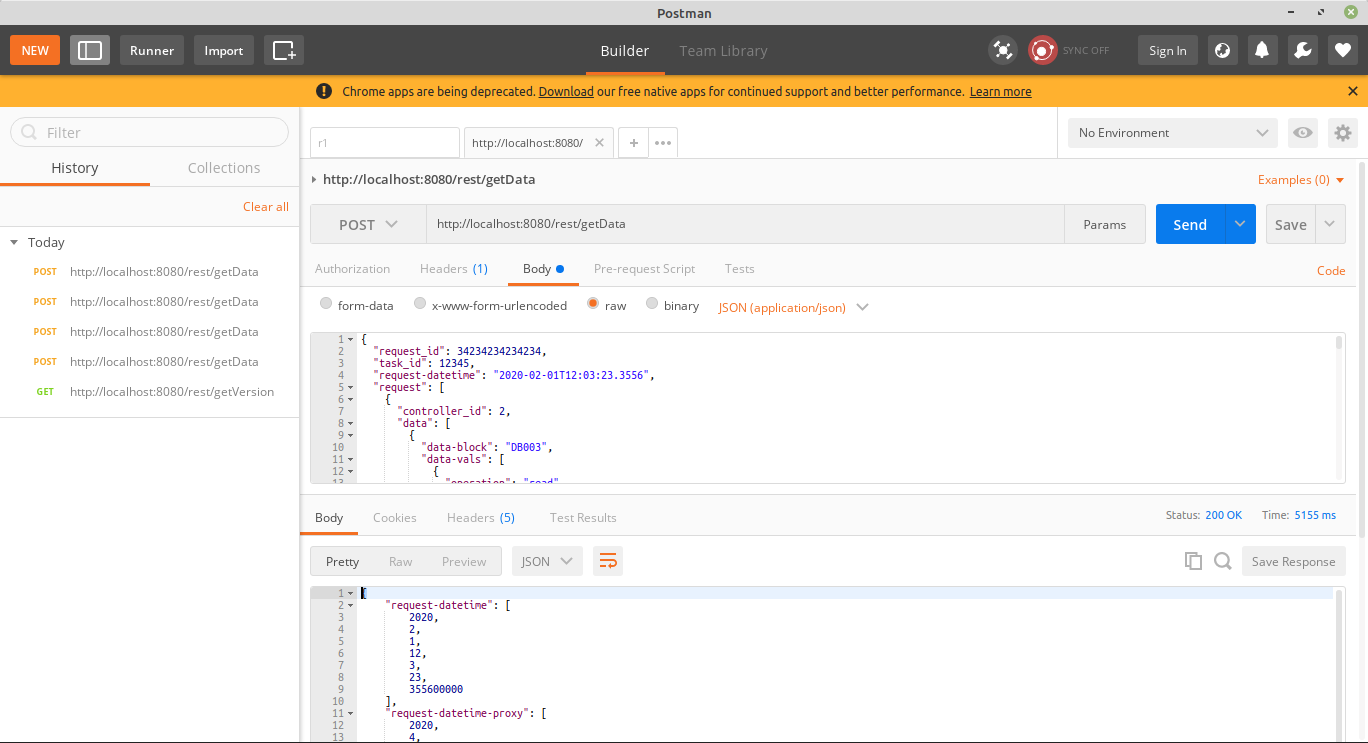 Postman
NEW Runner Import Builder Team Library SYNC OFF Sign In
Chrome apps are being deprecated. Download our free native apps for continued support and better performance. Learn more
Filter
History Collections
Clear all
Today
POST http://localhost:8080/rest/getData
POST http://localhost:8080/rest/getData
POST http://localhost:8080/rest/getData
POST http://localhost:8080/rest/getData
GET http://localhost:8080/rest/getVersion
r1 http://localhost:8080/ No Environment
http://localhost:8080/rest/getData Examples (0)
POST http://localhost:8080/rest/getData Params Send Save
Authorization Headers (1) Body Pre-request Script Tests Code
form-data x-www-form-urlencoded raw binary JSON (application/json)
1 {
2 "request_id": 34234234234234,
3 "task_id": 12345,
4 "request-datetime": "2020-02-01T12:03:23.3556",
5 "request": [
6 {
7 "controller_id": 2,
8 "data": [
9 {
10 "data-block": "DB003",
11 "data-vals": [
12 {
13 "operation": "read"
Body Cookies Headers (5) Test Results Status: 200 OK Time: 5155 ms
Pretty Raw Preview JSON Save Response
1 {
2 "request-datetime": [
3 2020,
4 2,
5 1,
6 12,
7 3,
8 23,
9 355600000
10 ],
11 "request-datetime-proxy": [
12 2020,
13 4,